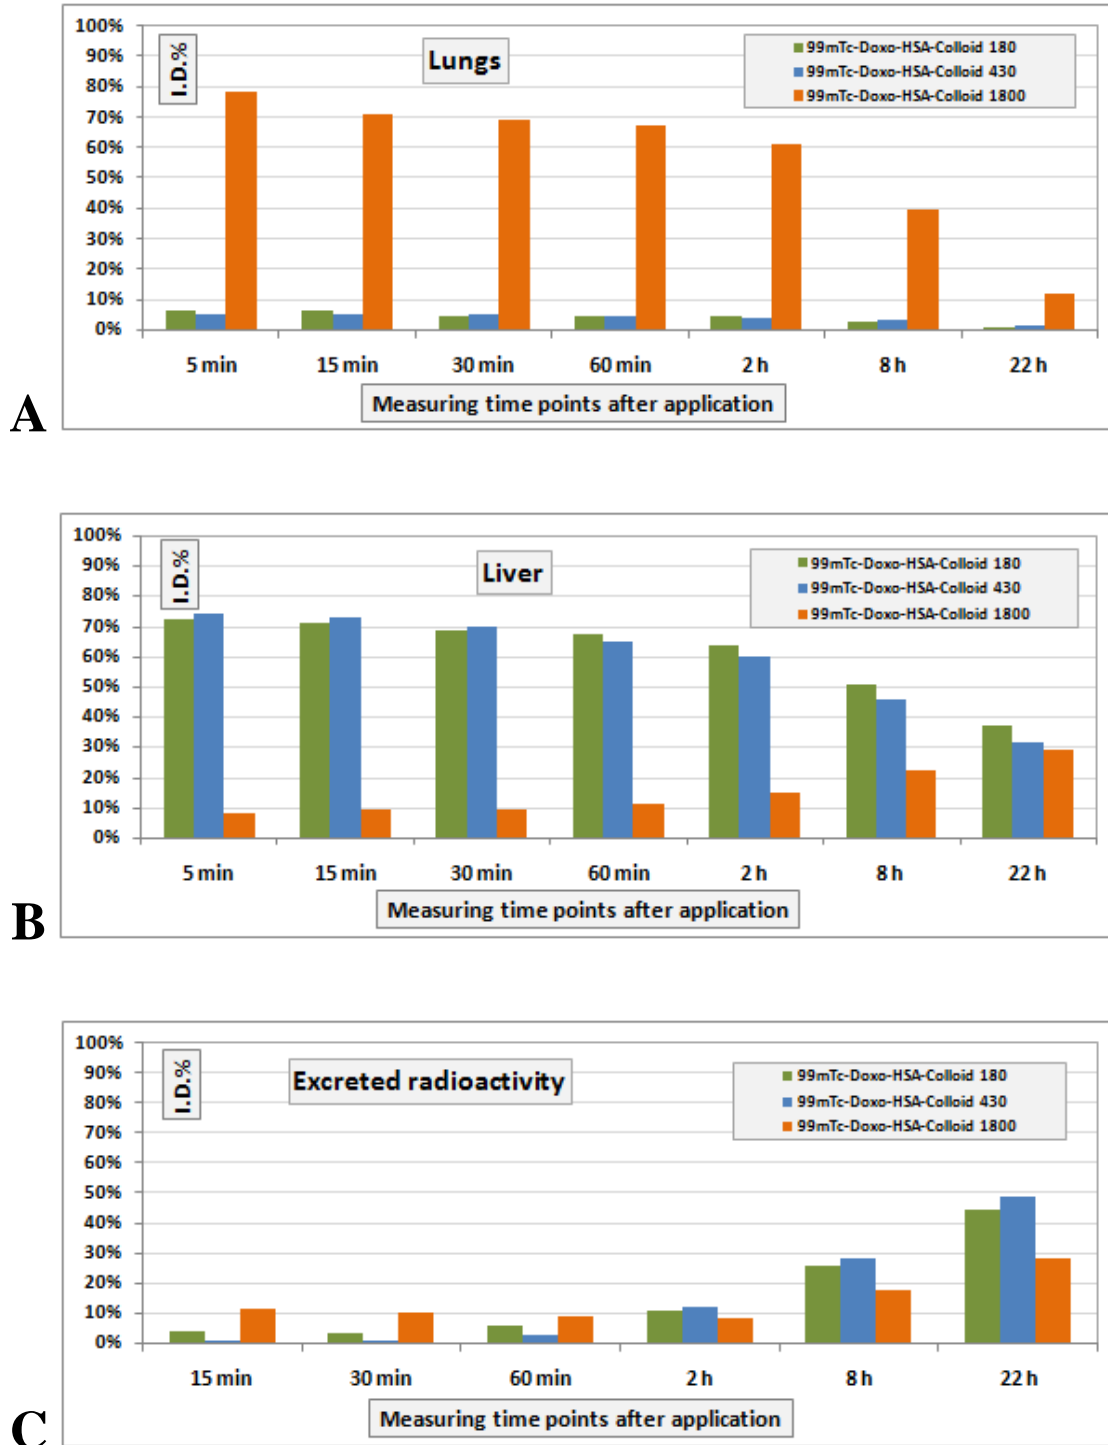 100%
90%
80%
70%
60%
50%
40%
30%
20%
10%
0%
I.D.%
Lungs
99mTc-Doxo-HSA-Colloid 180
99mTc-Doxo-HSA-Colloid 430
99mTc-Doxo-HSA-Colloid 1800
5 min 15 min 30 min 60 min 2 h 8 h 22 h
Measuring time points after application
A
100%
90%
80%
70%
60%
50%
40%
30%
20%
10%
0%
I.D.%
Liver
99mTc-Doxo-HSA-Colloid 180
99mTc-Doxo-HSA-Colloid 430
99mTc-Doxo-HSA-Colloid 1800
5 min 15 min 30 min 60 min 2 h 8 h 22 h
Measuring time points after application
B
100%
90%
80%
70%
60%
50%
40%
30%
20%
10%
0%
I.D.%
Excreted radioactivity
99mTc-Doxo-HSA-Colloid 180
99mTc-Doxo-HSA-Colloid 430
99mTc-Doxo-HSA-Colloid 1800
15 min 30 min 60 min 2 h 8 h 22 h
Measuring time points after application
C